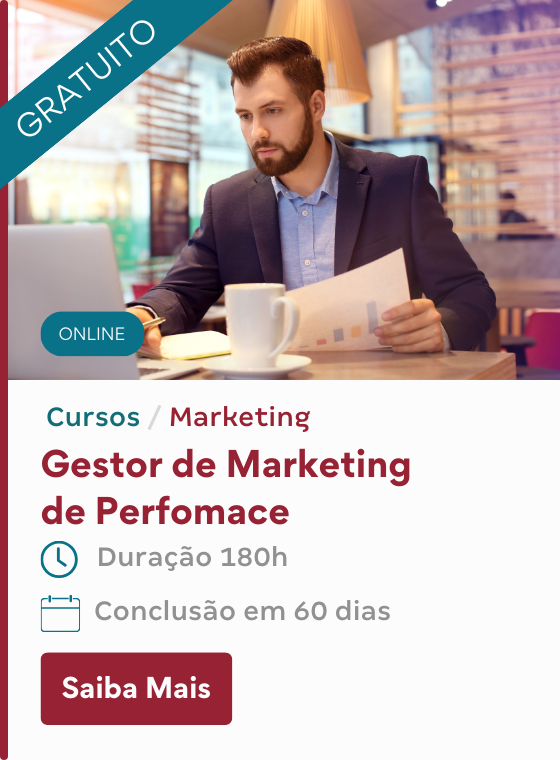 GRATUITO
ONLINE
Cursos / Marketing
Gestor de Marketing
de Perfomace
Duração 180h
Conclusão em 60 dias
Saiba Mais